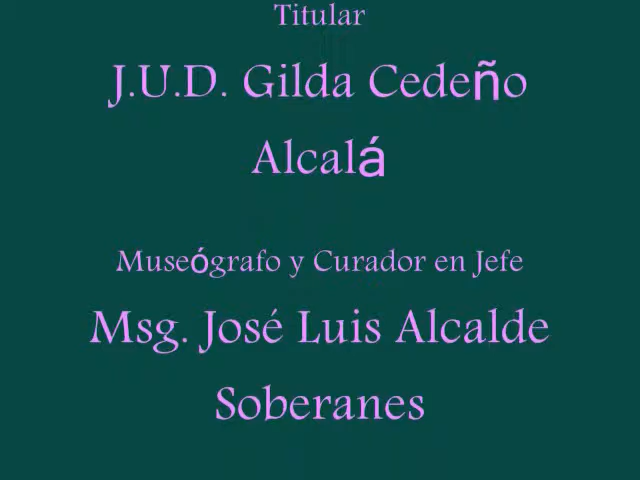 Titular
J.U.D. Gilda Cedeño
Alcalá
Museógrafo y Curador en Jefe
Msg. José Luis Alcalde
Soberanes